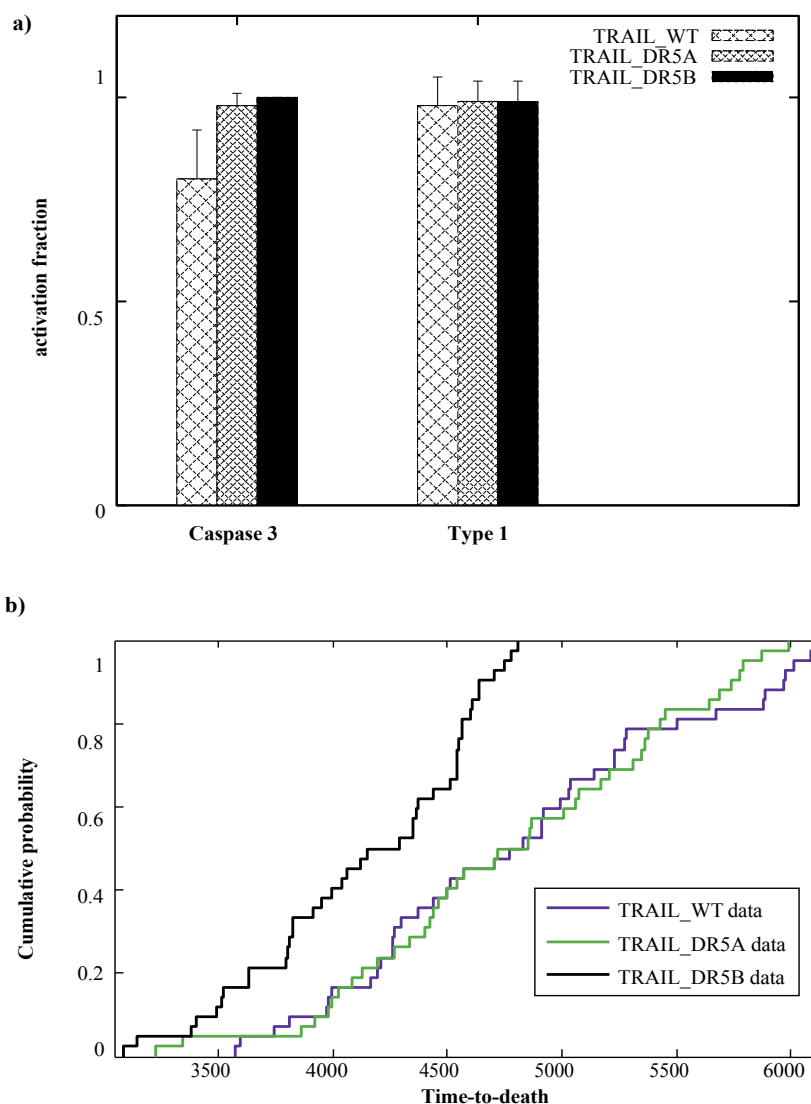 a)
TRAIL_WT
TRAIL_DR5A
TRAIL_DR5B
1
0.5
0
activation fraction
Caspase 3 Type 1
b)
1
0.8
0.6
0.4
0.2
0
Cumulative probability
TRAIL_WT data
TRAIL_DR5A data
TRAIL_DR5B data
3500 4000 4500 5000 5500 6000
Time-to-death